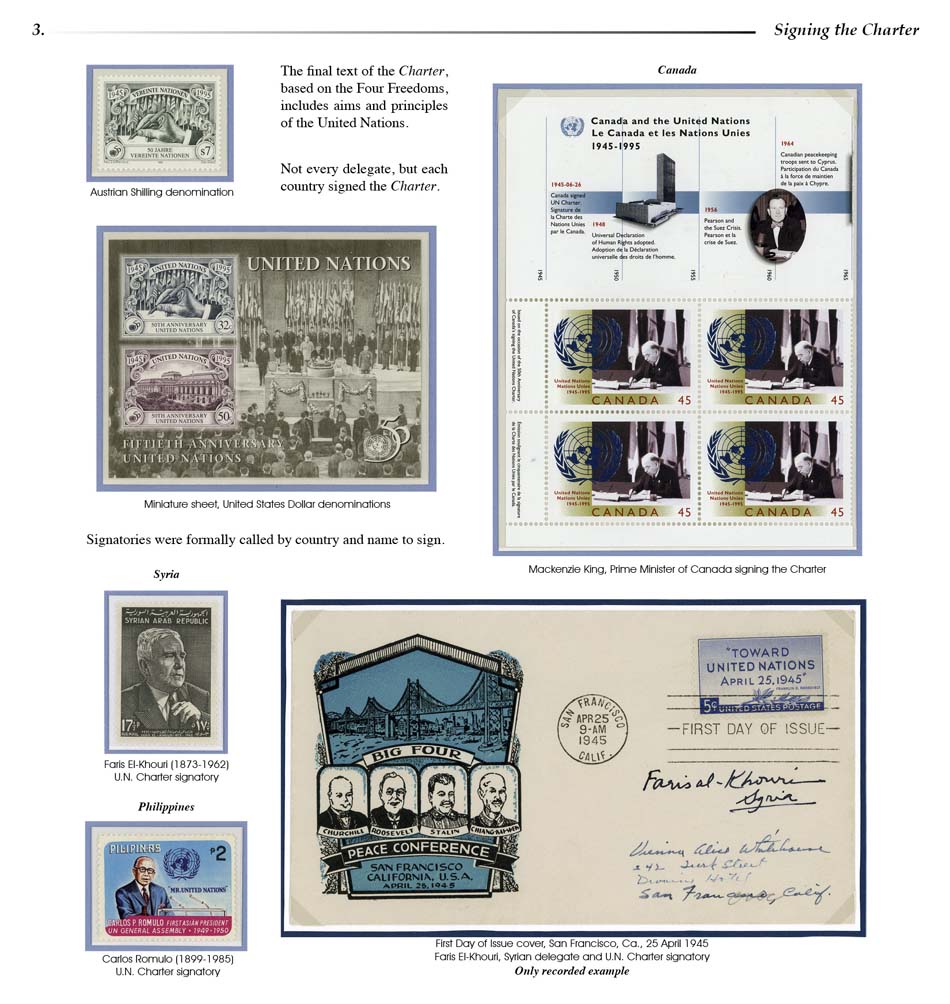 3.
Signing the Charter
VEREINTE NATIONEN
1945
1995
50 JAHRE
VEREINTE NATIONEN
s7
Austrian Shilling denomination
The final text of the Charter,
based on the Four Freedoms,
includes aims and principles
of the United Nations.
Not every delegate, but each
country signed the Charter.
UNITED NATIONS
UNITED NATIONS
1945
1995
50TH ANNIVERSARY
UNITED NATIONS
32c
UNITED NATIONS
1945
1995
50TH ANNIVERSARY
UNITED NATIONS
50c
FIFTIETH ANNIVERSARY
UNITED NATIONS
50
Miniature sheet, United States Dollar denominations
Canada
Canada and the United Nations
Le Canada et les Nations Unies
1945-1995
1945-06-26
Canada signed
UN Charter.
Signature de
la Charte des
Nations Unies
par le Canada.
1948
Universal Declaration
of Human Rights adopted.
Adoption de la Déclaration
universelle des droits de l'homme.
1956
Pearson and
the Suez Crisis.
Pearson et la
crise de Suez.
1964
Canadian peacekeeping
troops sent to Cyprus.
Participation du Canada
à la force de maintien
de la paix à Chypre.
1945
1950
1955
1960
1965
Issued on the occasion of the 50th Anniversary
of Canada's signing the United Nations Charter.
Émission soulignant le cinquantenaire de la signature
de la Charte des Nations Unies par le Canada.
United Nations
Nations Unies
1945-1995
CANADA 45
United Nations
Nations Unies
1945-1995
CANADA 45
United Nations
Nations Unies
1945-1995
CANADA 45
United Nations
Nations Unies
1945-1995
CANADA 45
Mackenzie King, Prime Minister of Canada signing the Charter
Signatories were formally called by country and name to sign.
Syria
الجمهورية العربية السورية
SYRIAN ARAB REPUBLIC
17½P
Faris El-Khouri (1873-1962)
U.N. Charter signatory
Philippines
PILIPINAS
P2
"MR. UNITED NATIONS"
CARLOS P. ROMULO FIRST ASIAN PRESIDENT
UN GENERAL ASSEMBLY • 1949-1950
Carlos Romulo (1899-1985)
U.N. Charter signatory
BIG FOUR
CHURCHILL
ROOSEVELT
STALIN
CHIANG-KAI-SHEK
PEACE CONFERENCE
SAN FRANCISCO
CALIFORNIA, U.S.A.
APRIL 25, 1945
SAN FRANCISCO
APR 25
9-AM
1945
CALIF.
"TOWARD
UNITED NATIONS
APRIL 25, 1945"
FRANKLIN D. ROOSEVELT
5¢ UNITED STATES POSTAGE
FIRST DAY OF ISSUE
Faris al-Khouri
Syria
Alice Whitehouse
242 Turk Street
Hotel
San Francisco, Calif.
First Day of Issue cover, San Francisco, Ca., 25 April 1945
Faris El-Khouri, Syrian delegate and U.N. Charter signatory
Only recorded example